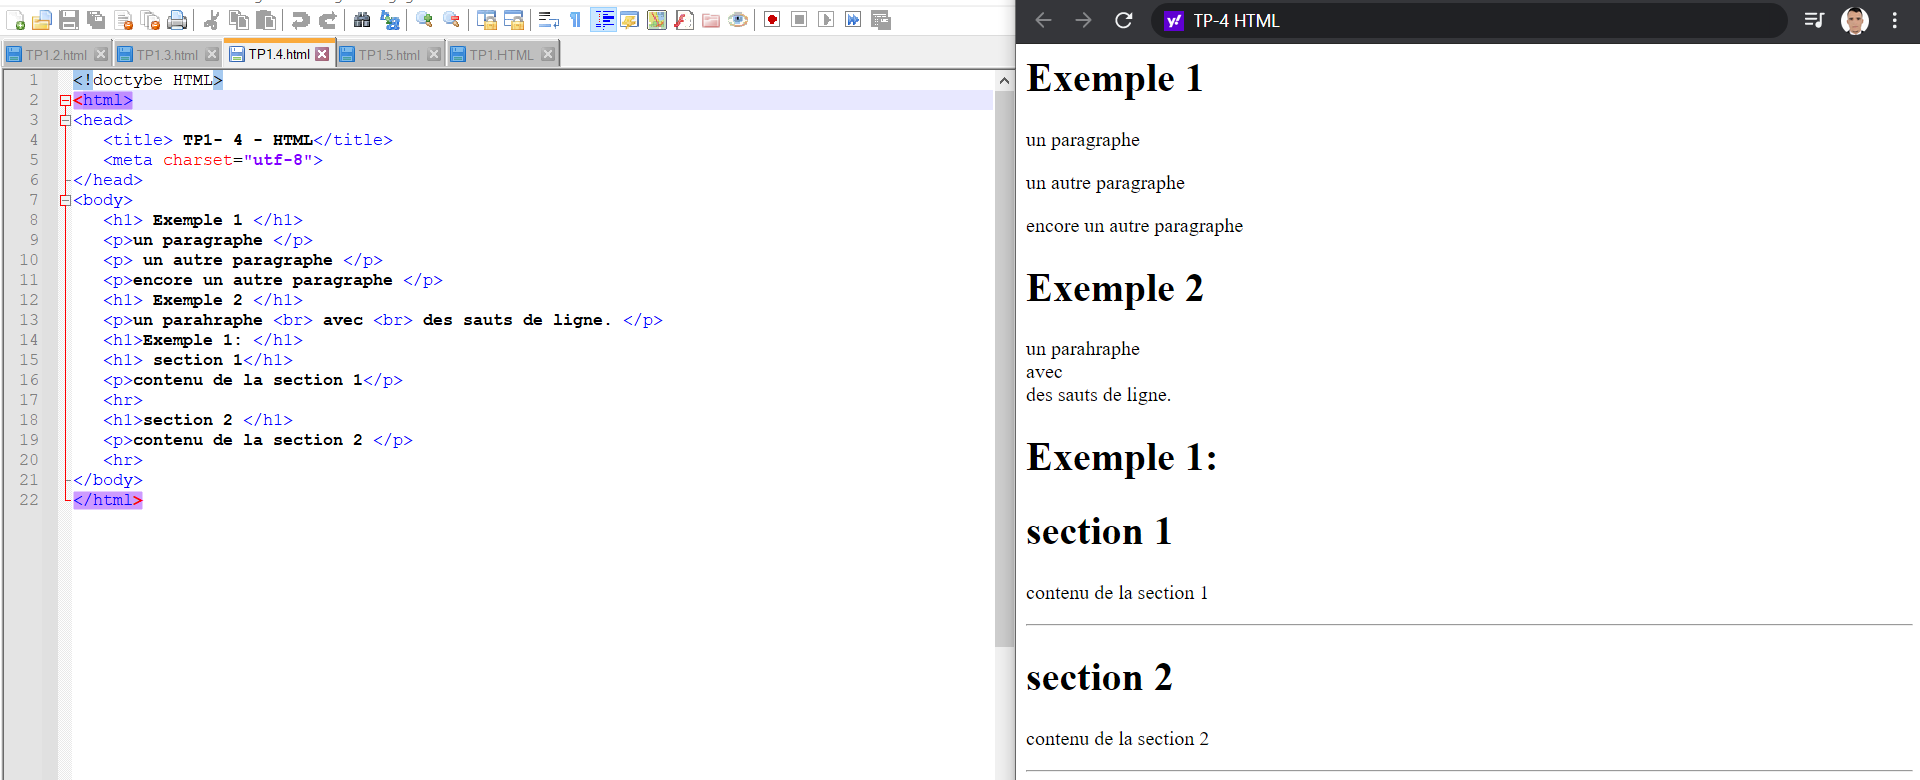 TP1.2.html TP1.3.html TP1.4.html TP1.5.html TP1.HTML
1 <!doctybe HTML>
2 <html>
3 <head>
4 <title> TP1- 4 - HTML</title>
5 <meta charset="utf-8">
6 </head>
7 <body>
8 <h1> Exemple 1 </h1>
9 <p>un paragraphe </p>
10 <p> un autre paragraphe </p>
11 <p>encore un autre paragraphe </p>
12 <h1> Exemple 2 </h1>
13 <p>un parahraphe <br> avec <br> des sauts de ligne. </p>
14 <h1>Exemple 1: </h1>
15 <h1> section 1</h1>
16 <p>contenu de la section 1</p>
17 <hr>
18 <h1>section 2 </h1>
19 <p>contenu de la section 2 </p>
20 <hr>
21 </body>
22 </html>
y! TP-4 HTML
Exemple 1
un paragraphe
un autre paragraphe
encore un autre paragraphe
Exemple 2
un parahraphe
avec
des sauts de ligne.
Exemple 1:
section 1
contenu de la section 1
section 2
contenu de la section 2